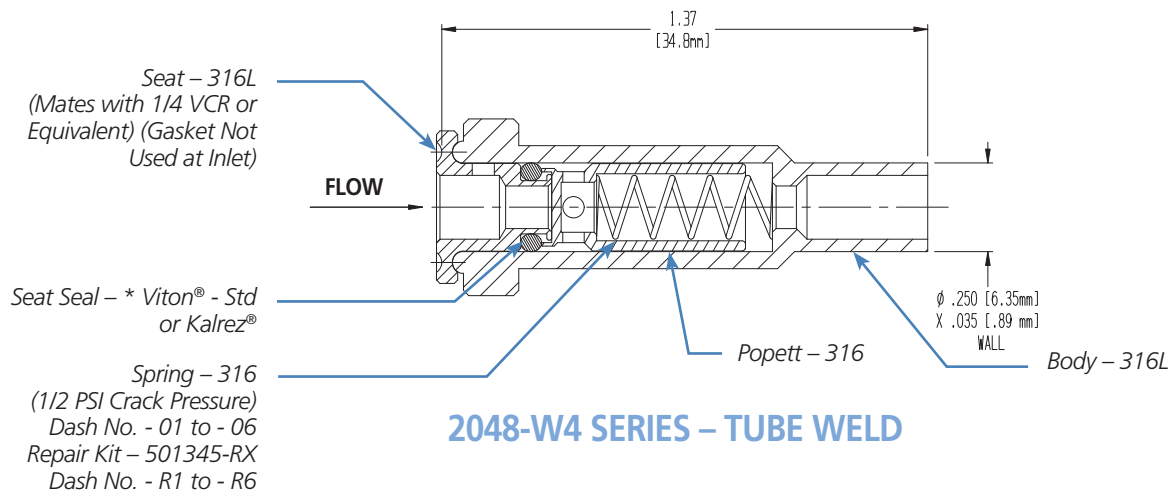 1.37
[34.8mm]
Seat – 316L
(Mates with 1/4 VCR or
Equivalent) (Gasket Not
Used at Inlet)
FLOW
Seat Seal – * Viton® - Std
or Kalrez®
Ø .250 [6.35mm]
X .035 [.89 mm]
WALL
Popett – 316
Body – 316L
Spring – 316
(1/2 PSI Crack Pressure)
Dash No. - 01 to - 06
Repair Kit – 501345-RX
Dash No. - R1 to - R6
2048-W4 SERIES – TUBE WELD